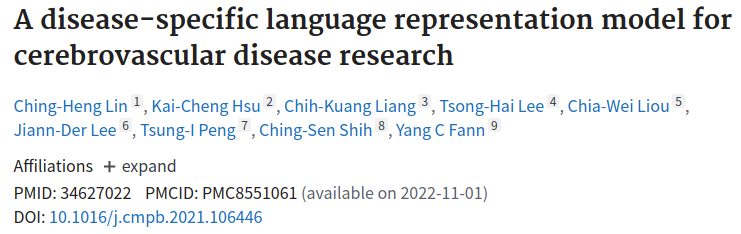 A disease-specific language representation model for
cerebrovascular disease research
Ching-Heng Lin 1, Kai-Cheng Hsu 2, Chih-Kuang Liang 3, Tsong-Hai Lee 4, Chia-Wei Liou 5,
Jiann-Der Lee 6, Tsung-I Peng 7, Ching-Sen Shih 8, Yang C Fann 9
Affiliations + expand
PMID: 34627022 PMCID: PMC8551061 (available on 2022-11-01)
DOI: 10.1016/j.cmpb.2021.106446